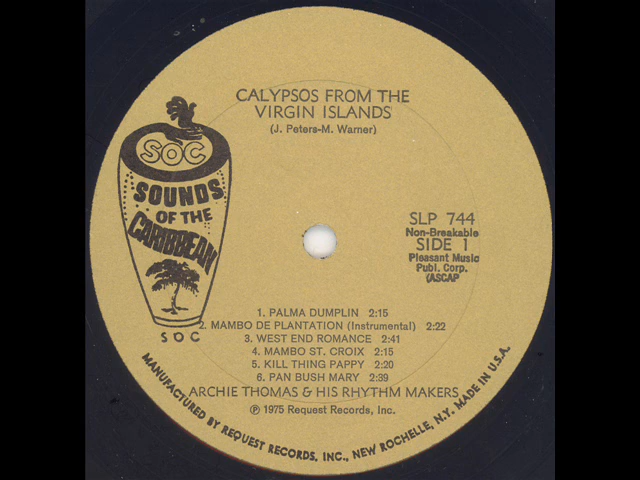 CALYPSOS FROM THE
VIRGIN ISLANDS
(J. Peters-M. Warner)
SOC
SOUNDS
OF THE
CARIBBEAN
SOC
SLP 744
Non-Breakable
SIDE 1
Pleasant Music
Publ. Corp.
(ASCAP
1. PALMA DUMPLIN 2:15
2. MAMBO DE PLANTATION (Instrumental) 2:22
3. WEST END ROMANCE 2:41
4. MAMBO ST. CROIX 2:15
5. KILL THING PAPPY 2:20
6. PAN BUSH MARY 2:39
ARCHIE THOMAS & HIS RHYTHM MAKERS
℗ 1975 Request Records, Inc.
MANUFACTURED BY REQUEST RECORDS, INC., NEW ROCHELLE, N.Y. MADE IN U.S.A.